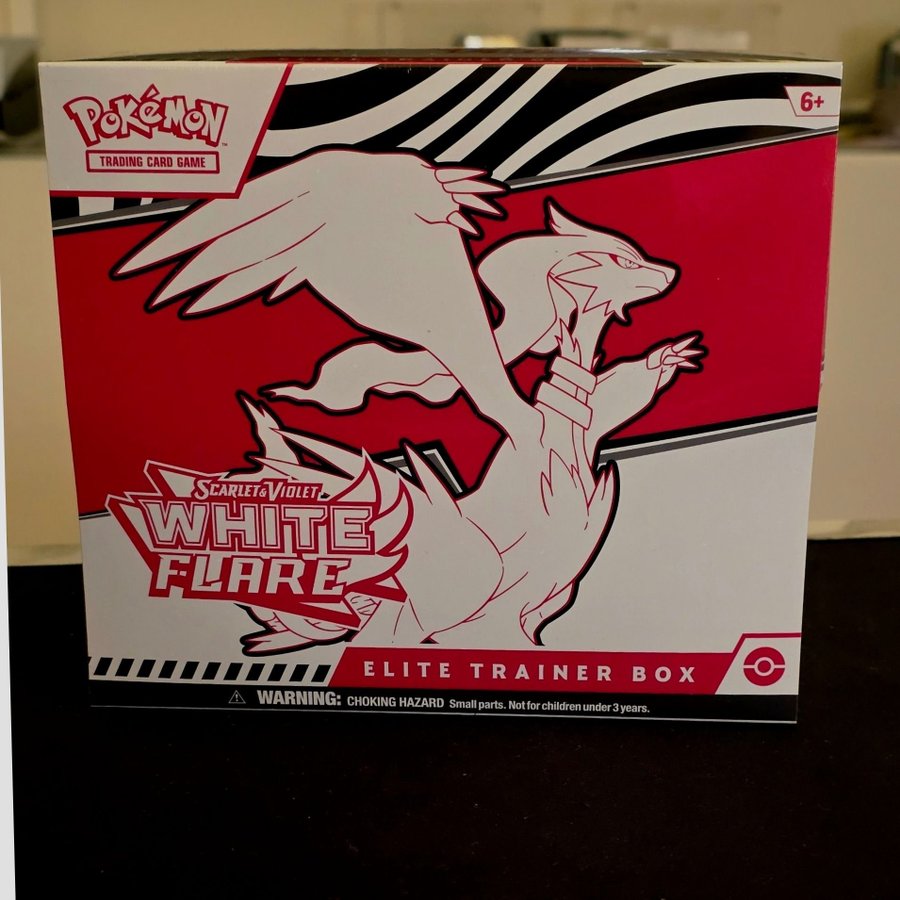 POKéMON
TRADING CARD GAME
6+
SCARLET & VIOLET
WHITE
FLARE
ELITE TRAINER BOX
WARNING: CHOKING HAZARD Small parts. Not for children under 3 years.